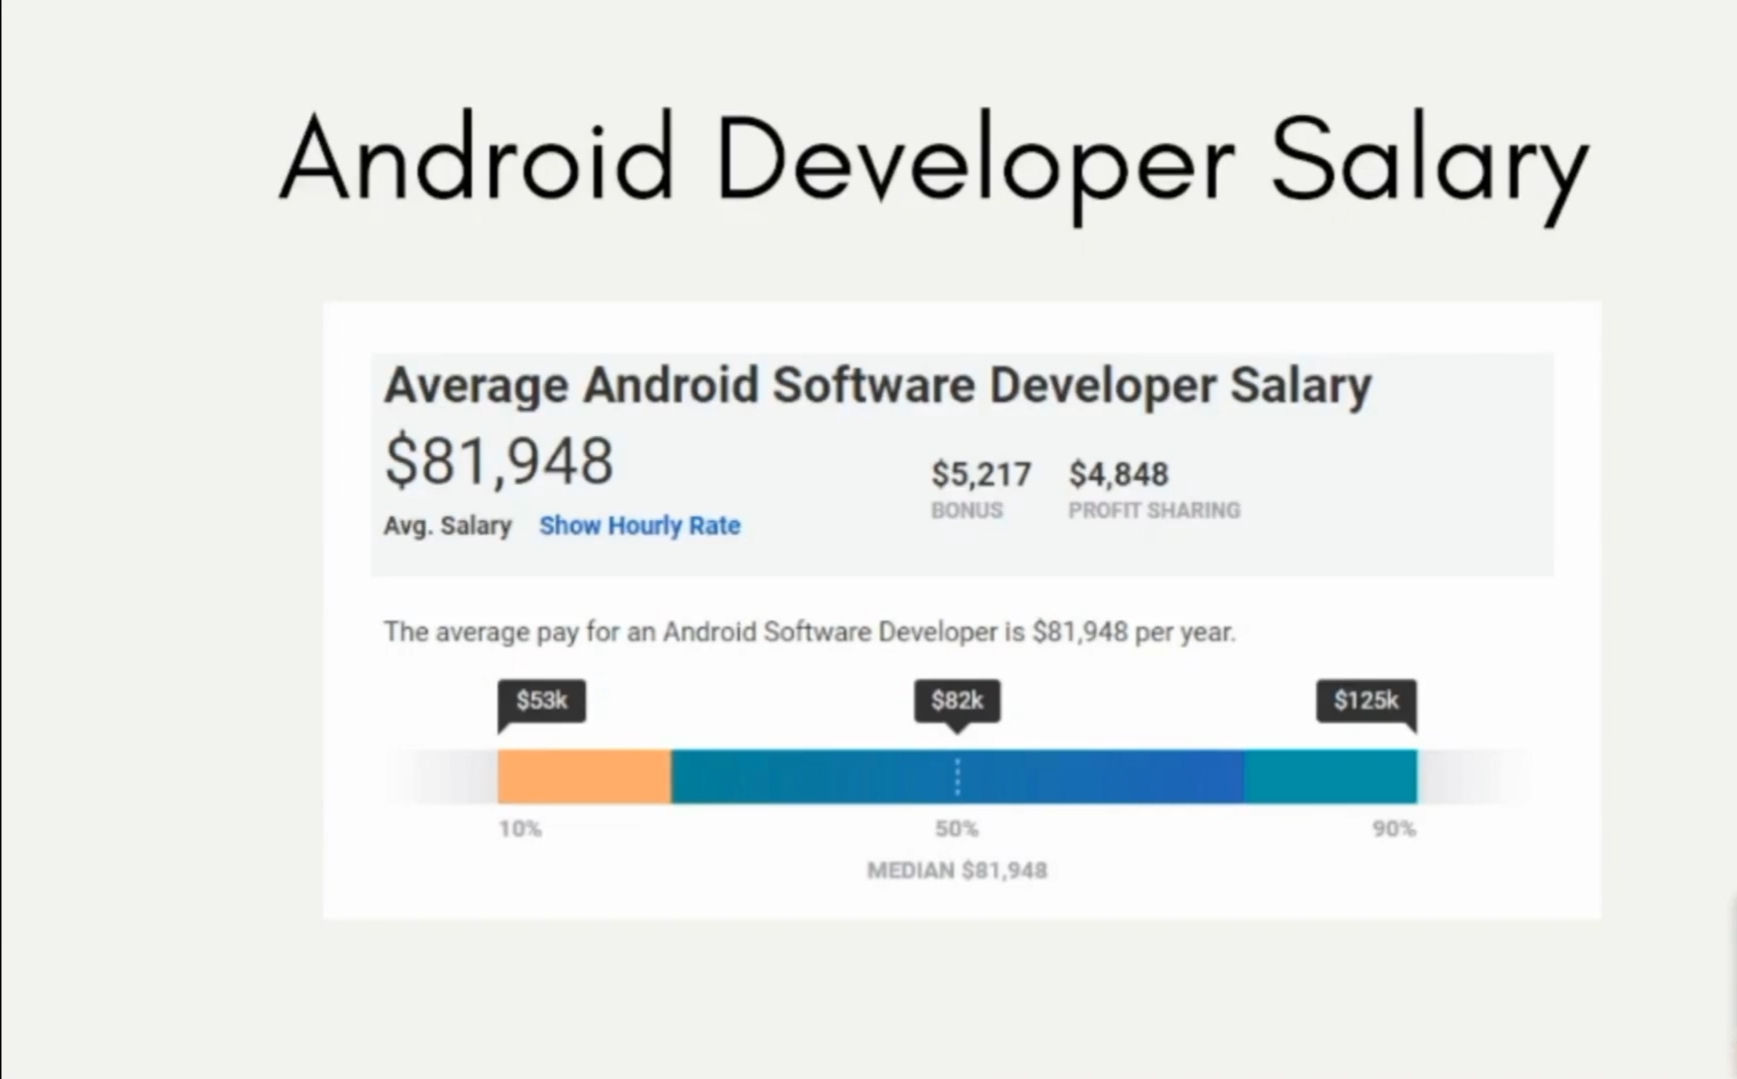 Android Developer Salary
Average Android Software Developer Salary
$81,948
$5,217 $4,848
BONUS PROFIT SHARING
Avg. Salary Show Hourly Rate
The average pay for an Android Software Developer is $81,948 per year.
$53k $82k $125k
10% 50% 90%
MEDIAN $81,948